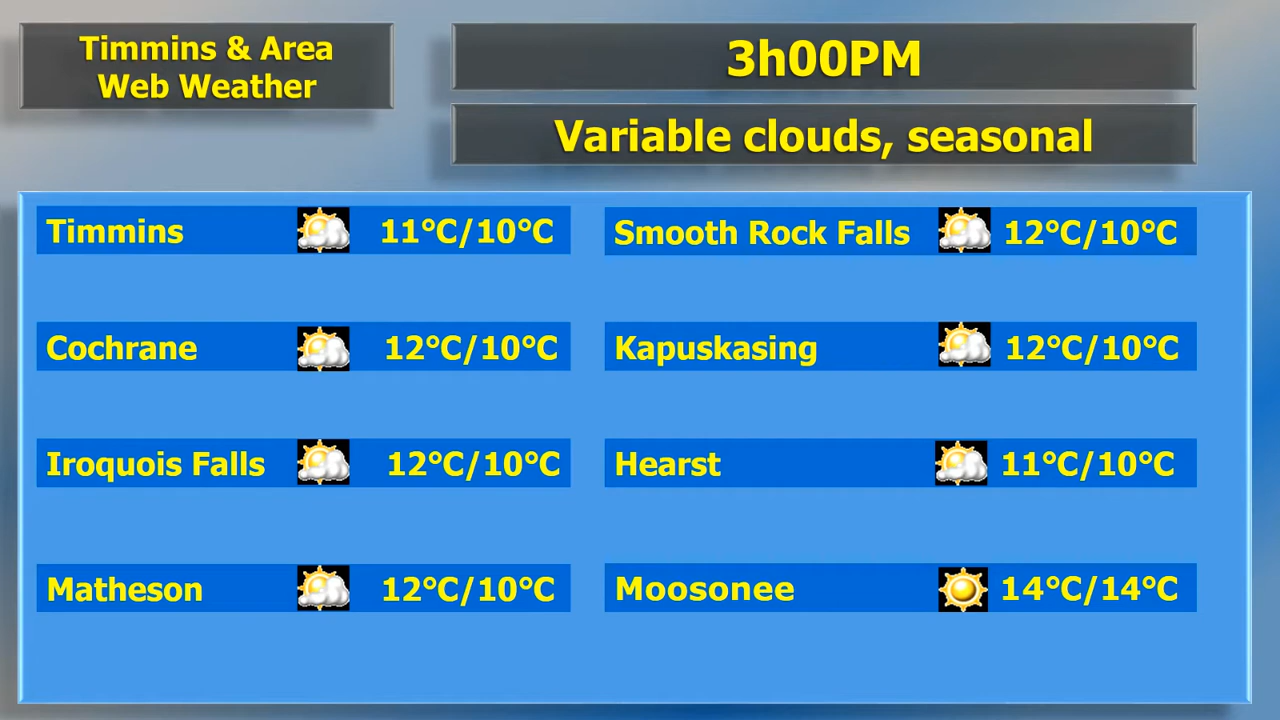 Timmins & Area
Web Weather
3h00PM
Variable clouds, seasonal
Timmins 11°C/10°C
Smooth Rock Falls 12°C/10°C
Cochrane 12°C/10°C
Kapuskasing 12°C/10°C
Iroquois Falls 12°C/10°C
Hearst 11°C/10°C
Matheson 12°C/10°C
Moosonee 14°C/14°C